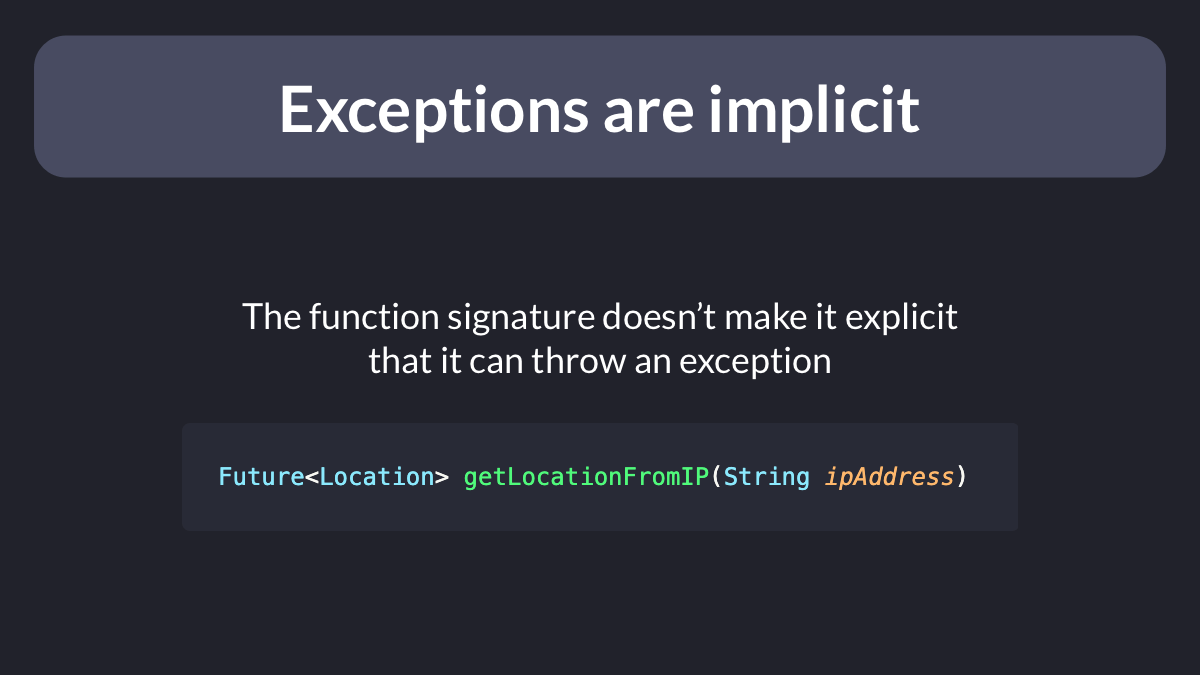 Exceptions are implicit
The function signature doesn’t make it explicit
that it can throw an exception
Future<Location> getLocationFromIP(String ipAddress)